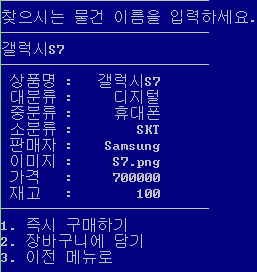 찾으시는 물건 이름을 입력하세요.
갤럭시S7
상품명 : 갤럭시S7
대분류 : 디지털
중분류 : 휴대폰
소분류 : SKT
판매자 : Samsung
이미지 : S7.png
가격 : 700000
재고 : 100
1. 즉시 구매하기
2. 장바구니에 담기
3. 이전 메뉴로